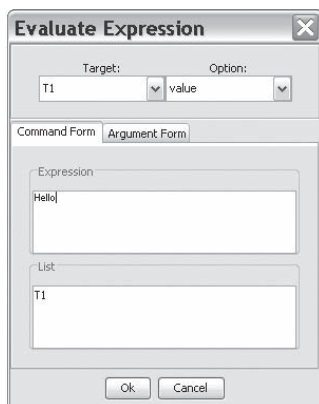 Evaluate Expression
Target: Option:
T1 value
Command Form Argument Form
Expression
Hello
List
T1
Ok Cancel